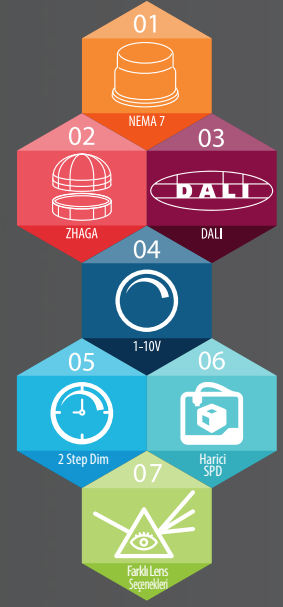 01
NEMA 7
02
ZHAGA
03
DALI
DALI
04
1-10V
05
2 Step Dim
06
Harici
SPD
07
Farklı Lens
Seçenekleri